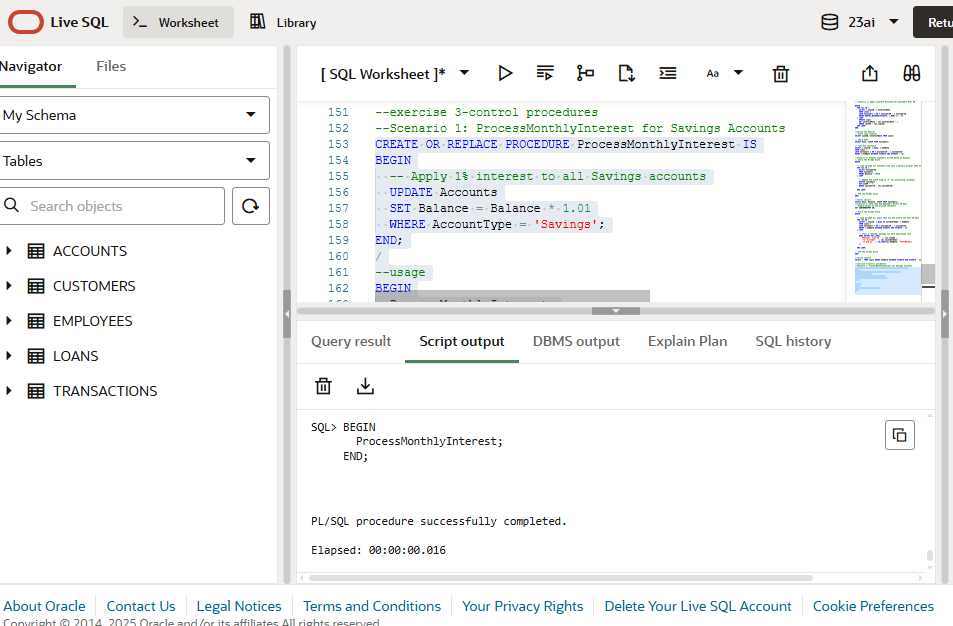 Live SQL
Worksheet
Library
23ai
Retu
Navigator
Files
My Schema
Tables
Search objects
ACCOUNTS
CUSTOMERS
EMPLOYEES
LOANS
TRANSACTIONS
[ SQL Worksheet ]*
Aa
151 --exercise 3-control procedures
152 --Scenario 1: ProcessMonthlyInterest for Savings Accounts
153 CREATE OR REPLACE PROCEDURE ProcessMonthlyInterest IS
154 BEGIN
155 -- Apply 1% interest to all Savings accounts
156 UPDATE Accounts
157 SET Balance = Balance * 1.01
158 WHERE AccountType = 'Savings';
159 END;
160 /
161 --usage
162 BEGIN
Query result
Script output
DBMS output
Explain Plan
SQL history
SQL> BEGIN
ProcessMonthlyInterest;
END;
PL/SQL procedure successfully completed.
Elapsed: 00:00:00.016
About Oracle
Contact Us
Legal Notices
Terms and Conditions
Your Privacy Rights
Delete Your Live SQL Account
Cookie Preferences
Copyright © 2014, 2025 Oracle and/or its affiliates All rights reserved.